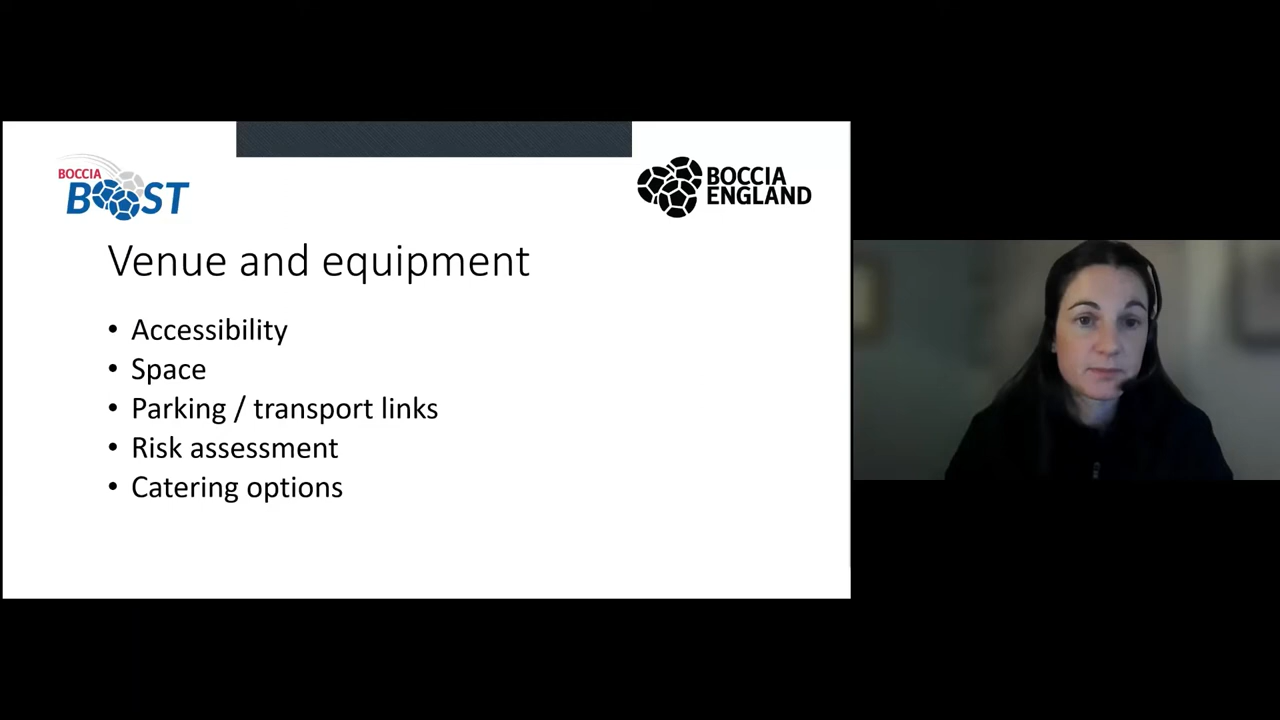 BOCCIA
BOOST
BOCCIA
ENGLAND
Venue and equipment
• Accessibility
• Space
• Parking / transport links
• Risk assessment
• Catering options